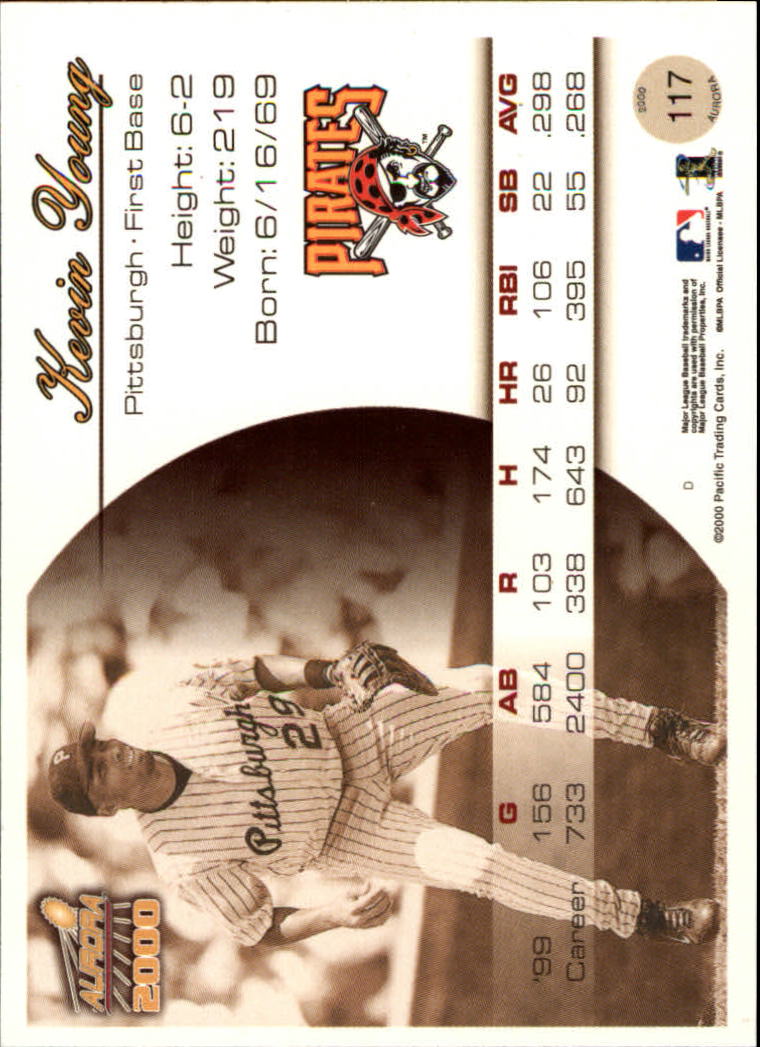 Kevin Young
Pittsburgh · First Base
Height: 6-2
Weight: 219
Born: 6/16/69
PIRATES
™
P
Pittsburgh
29
AURORA
2000
G AB R H HR RBI SB AVG
'99 156 584 103 174 26 106 22 .298
Career 733 2400 338 643 92 395 55 .268
2000
117
AURORA
D
Major League Baseball trademarks and
copyrights are used with permission of
Major League Baseball Properties, Inc.
©MLBPA Official Licensee - MLBPA
©2000 Pacific Trading Cards, Inc.